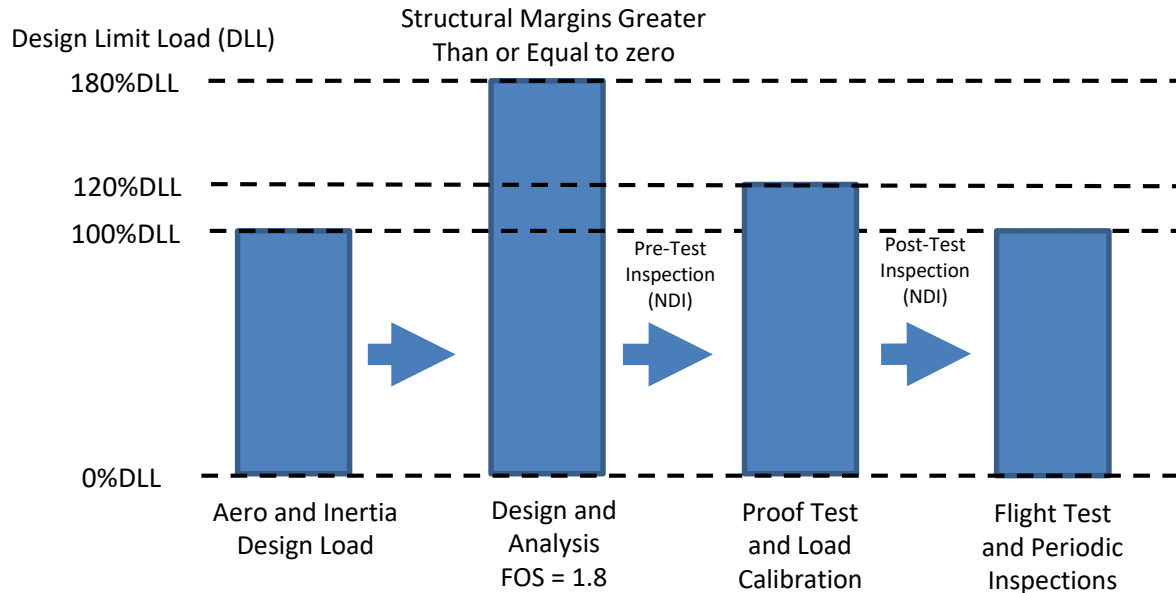 Structural Margins Greater
Than or Equal to zero
Design Limit Load (DLL)
180%DLL
120%DLL
100%DLL
Pre-Test
Inspection
(NDI)
Post-Test
Inspection
(NDI)
0%DLL
Aero and Inertia
Design Load
Design and
Analysis
FOS = 1.8
Proof Test
and Load
Calibration
Flight Test
and Periodic
Inspections